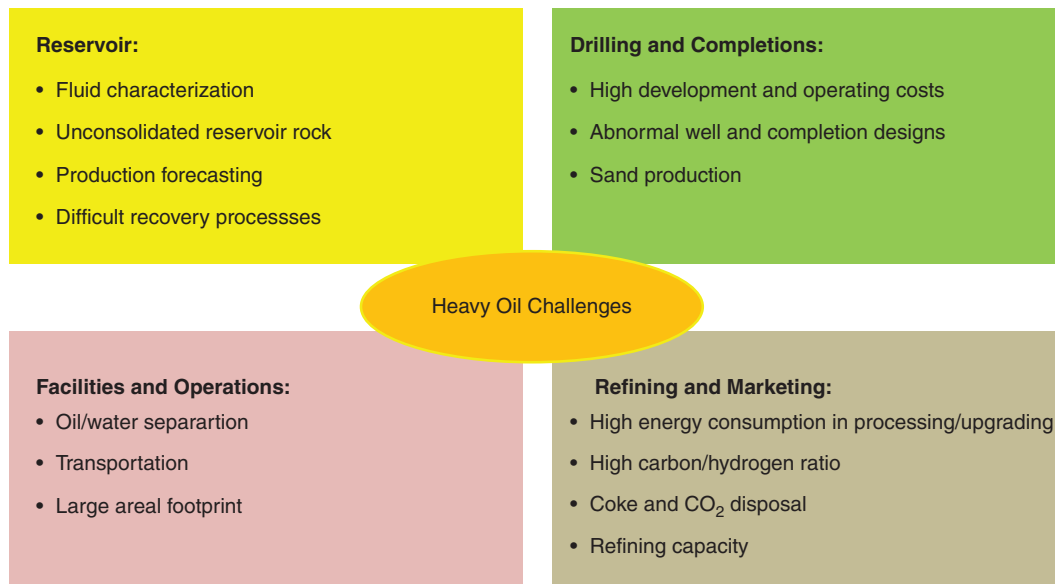 Reservoir:
• Fluid characterization
• Unconsolidated reservoir rock
• Production forecasting
• Difficult recovery processses
Drilling and Completions:
• High development and operating costs
• Abnormal well and completion designs
• Sand production
Heavy Oil Challenges
Facilities and Operations:
• Oil/water separartion
• Transportation
• Large areal footprint
Refining and Marketing:
• High energy consumption in processing/upgrading
• High carbon/hydrogen ratio
• Coke and CO₂ disposal
• Refining capacity